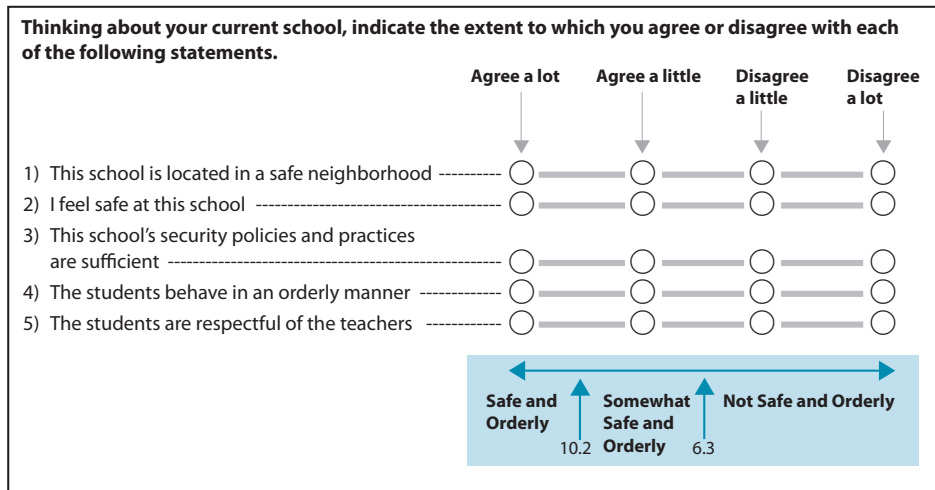 Thinking about your current school, indicate the extent to which you agree or disagree with each
of the following statements.
Agree a lot Agree a little Disagree a little Disagree a lot
1) This school is located in a safe neighborhood ----------
2) I feel safe at this school -------------------------------
3) This school's security policies and practices
are sufficient ------------------------------------------
4) The students behave in an orderly manner -------------
5) The students are respectful of the teachers ------------
Safe and Orderly
10.2
Somewhat Safe and Orderly
6.3
Not Safe and Orderly